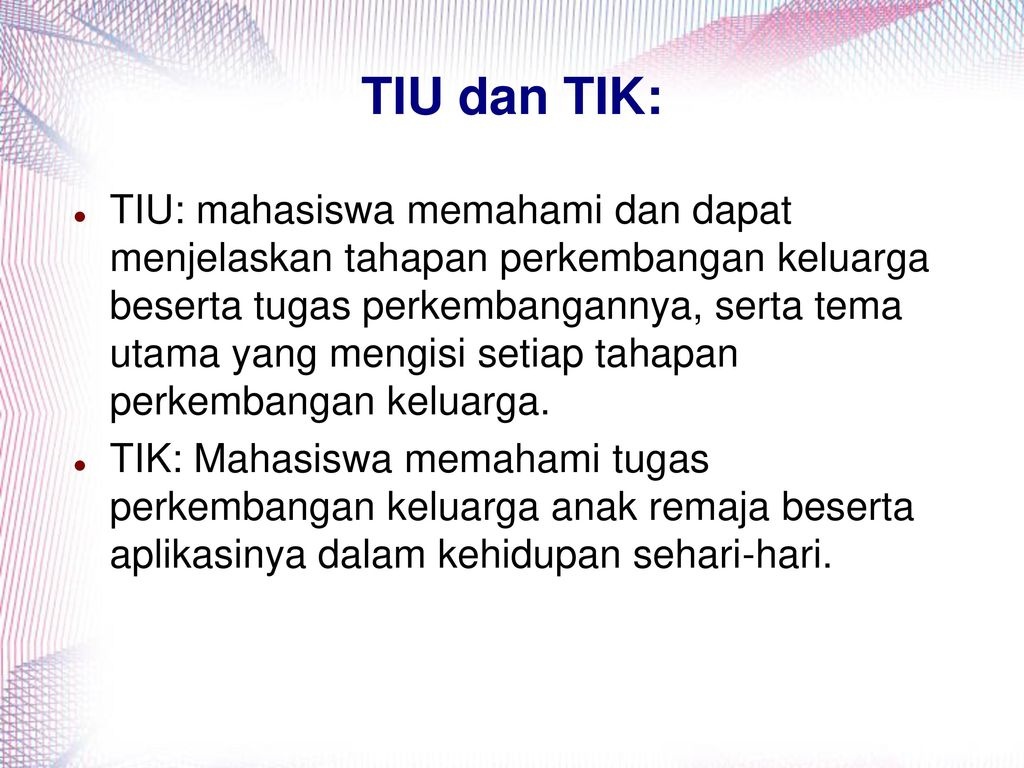 TIU dan TIK:
TIU: mahasiswa memahami dan dapat
menjelaskan tahapan perkembangan keluarga
beserta tugas perkembangannya, serta tema
utama yang mengisi setiap tahapan
perkembangan keluarga.
TIK: Mahasiswa memahami tugas
perkembangan keluarga anak remaja beserta
aplikasinya dalam kehidupan sehari-hari.